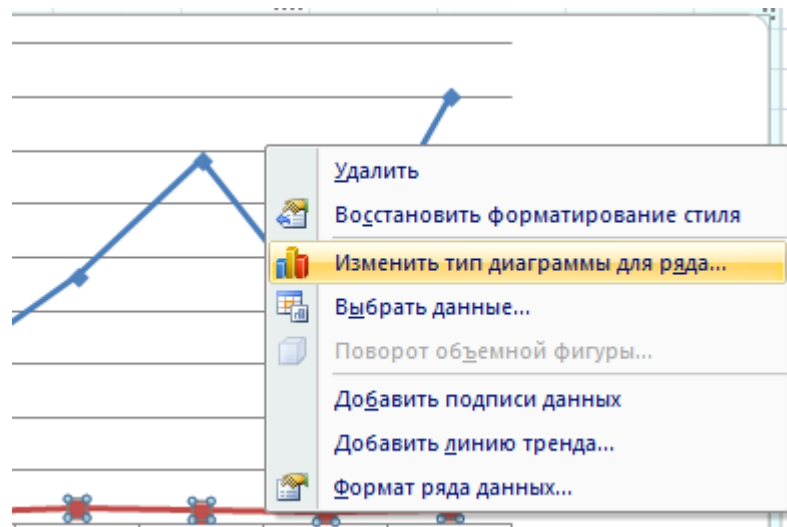 Удалить
Восстановить форматирование стиля
Изменить тип диаграммы для ряда...
Выбрать данные...
Поворот объемной фигуры...
Добавить подписи данных
Добавить линию тренда...
Формат ряда данных...